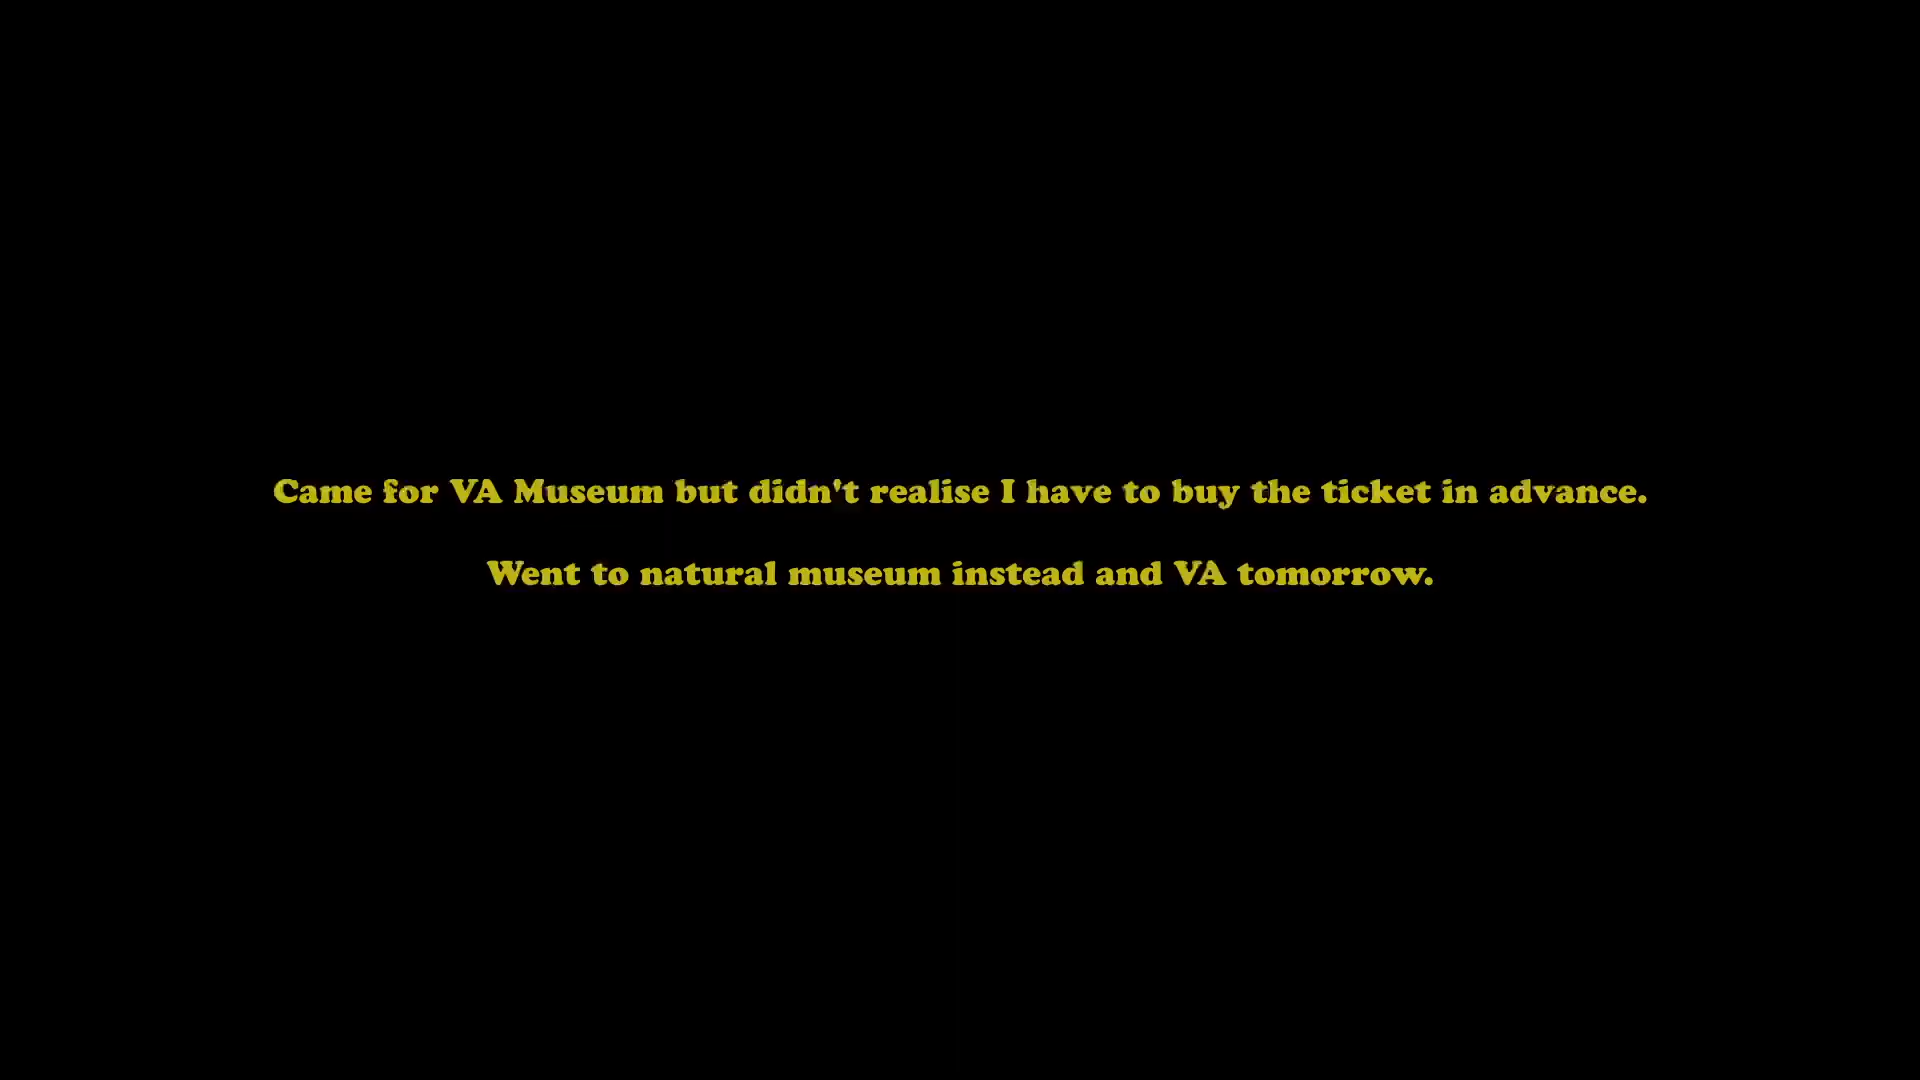 Came for VA Museum but didn't realise I have to buy the ticket in advance.
Went to natural museum instead and VA tomorrow.